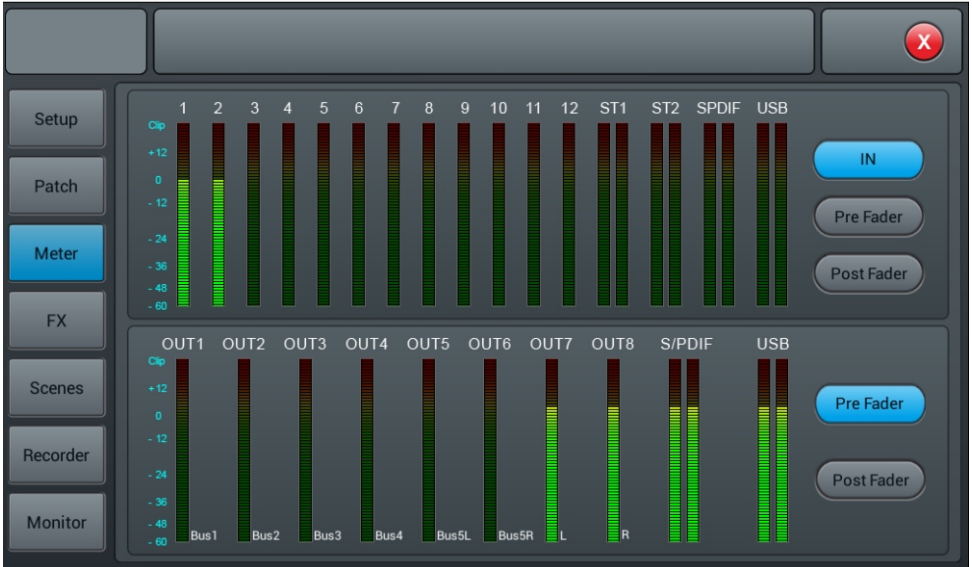 X
Setup
Patch
Meter
FX
Scenes
Recorder
Monitor
1 2 3 4 5 6 7 8 9 10 11 12 ST1 ST2 SPDIF USB
Clip
+12
0
- 12
- 24
- 36
- 48
- 60
IN
Pre Fader
Post Fader
OUT1 OUT2 OUT3 OUT4 OUT5 OUT6 OUT7 OUT8 S/PDIF USB
Clip
+12
0
- 12
- 24
- 36
- 48
- 60
Bus1 Bus2 Bus3 Bus4 Bus5L Bus5R L R
Pre Fader
Post Fader